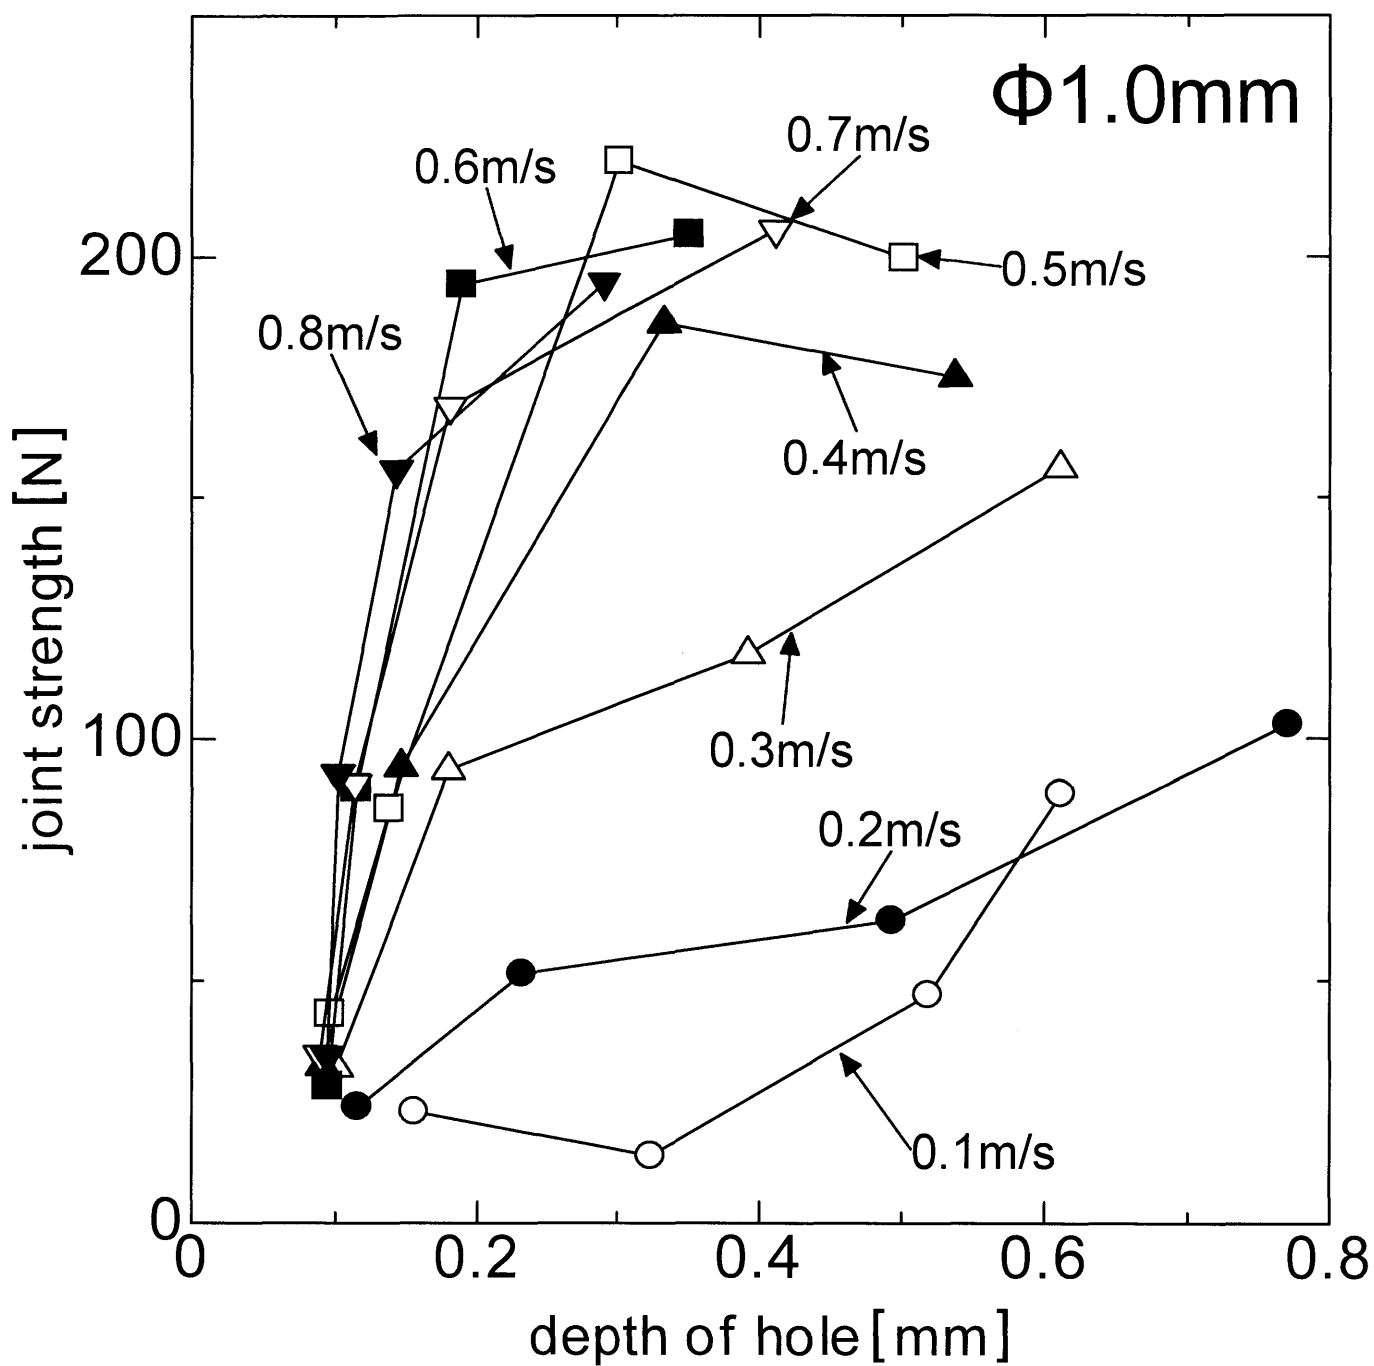 Φ1.0mm
0.7m/s
0.6m/s
200
0.5m/s
0.8m/s
0.4m/s
joint strength [N]
100
0.3m/s
0.2m/s
0.1m/s
0
0 0.2 0.4 0.6 0.8
depth of hole [mm]